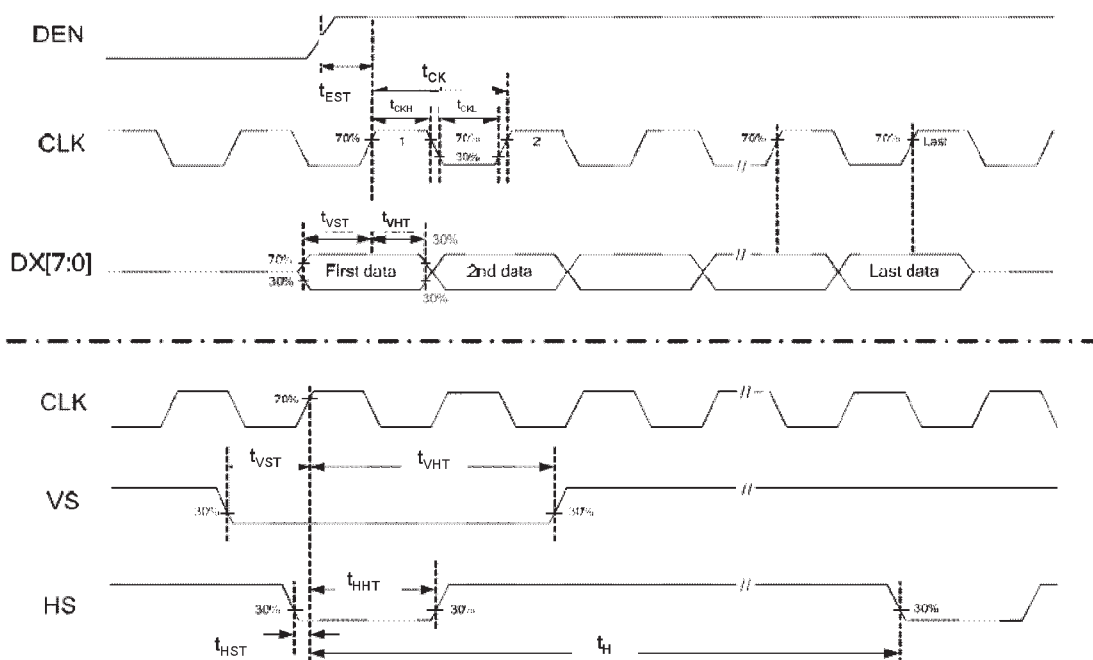 DEN
tEST
tCK
tCKH
tCKL
CLK
70%
1
70%
30%
2
70%
70%
Last
//
tVST
tVHT
30%
DX[7:0]
70%
30%
First data
2nd data
Last data
30%
//
CLK
70%
//
tVST
tVHT
VS
30%
30%
//
tHHT
HS
30%
30%
30%
//
tHST
tH